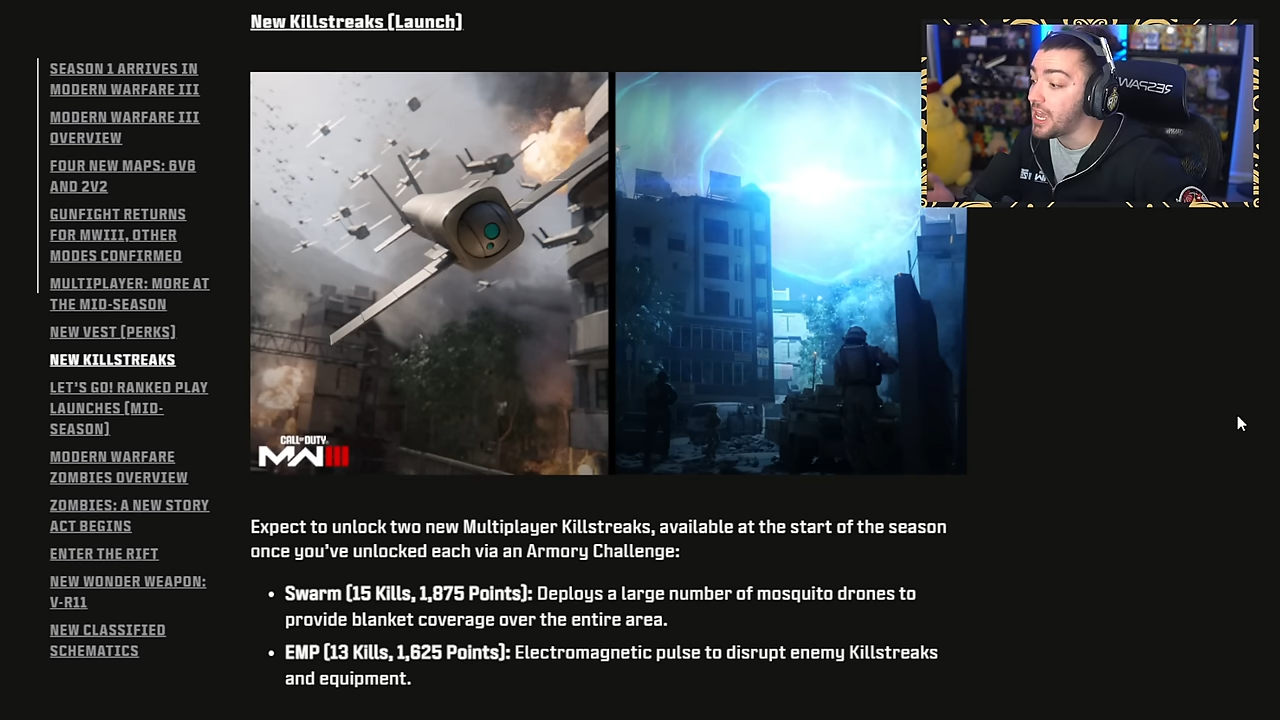 New Killstreaks (Launch)
SEASON 1 ARRIVES IN
MODERN WARFARE III
MODERN WARFARE III
OVERVIEW
FOUR NEW MAPS: 6V6
AND 2V2
GUNFIGHT RETURNS
FOR MWIII, OTHER
MODES CONFIRMED
MULTIPLAYER: MORE AT
THE MID-SEASON
NEW VEST (PERKS)
NEW KILLSTREAKS
LET'S GO! RANKED PLAY
LAUNCHES (MID-
SEASON)
MODERN WARFARE
ZOMBIES OVERVIEW
ZOMBIES: A NEW STORY
ACT BEGINS
ENTER THE RIFT
NEW WONDER WEAPON:
V-R11
NEW CLASSIFIED
SCHEMATICS
RESPAWN
CALL OF DUTY
MWIII
Expect to unlock two new Multiplayer Killstreaks, available at the start of the season
once you've unlocked each via an Armory Challenge:
• Swarm (15 Kills, 1,875 Points): Deploys a large number of mosquito drones to
provide blanket coverage over the entire area.
• EMP (13 Kills, 1,625 Points): Electromagnetic pulse to disrupt enemy Killstreaks
and equipment.